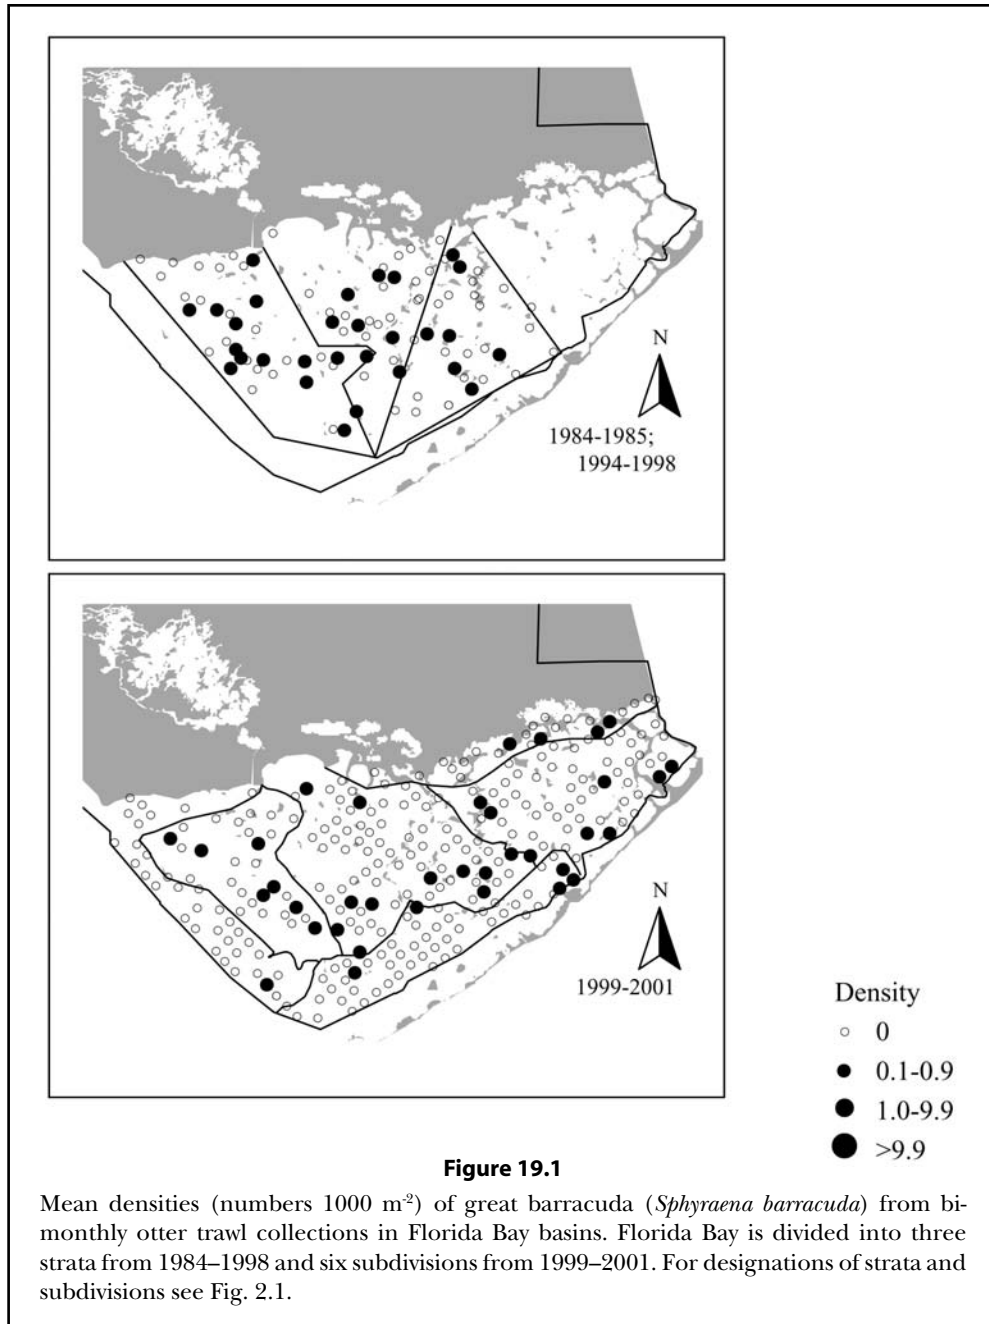 N
1984-1985;
1994-1998
N
1999-2001
Density
0
0.1-0.9
1.0-9.9
>9.9
Figure 19.1
Mean densities (numbers 1000 m-2) of great barracuda (Sphyraena barracuda) from bi-
monthly otter trawl collections in Florida Bay basins. Florida Bay is divided into three
strata from 1984–1998 and six subdivisions from 1999–2001. For designations of strata and
subdivisions see Fig. 2.1.